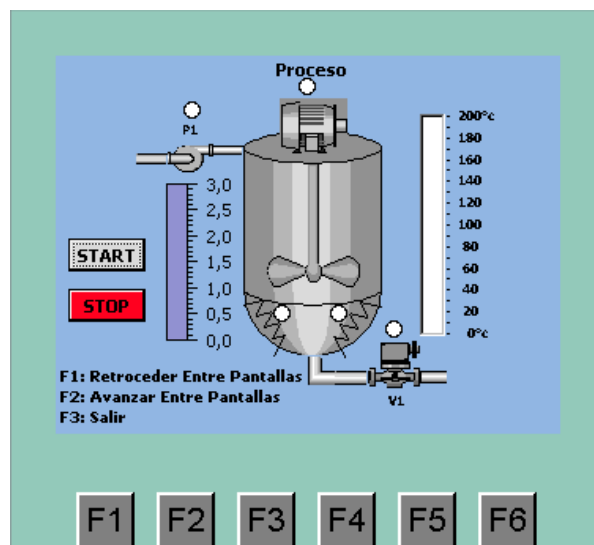 Proceso
P1
3,0
2,5
2,0
1,5
1,0
0,5
0,0
200°c
180
160
140
120
100
80
60
40
20
0°c
START
STOP
V1
F1: Retroceder Entre Pantallas
F2: Avanzar Entre Pantallas
F3: Salir
F1 F2 F3 F4 F5 F6